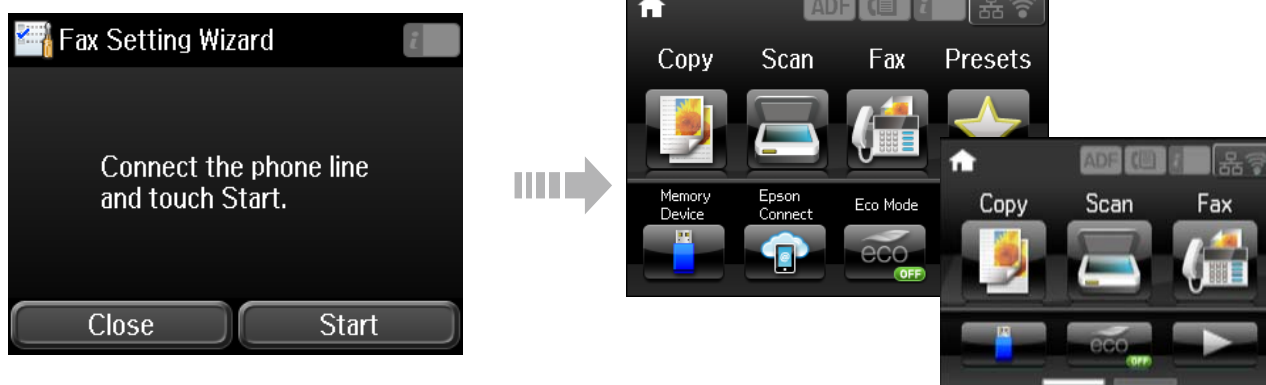 Fax Setting Wizard
i
Connect the phone line
and touch Start.
Close
Start
ADF
i
Copy Scan Fax Presets
Memory
Device
Epson
Connect
Eco Mode
eco
OFF
ADF
i
Copy Scan Fax
eco
OFF